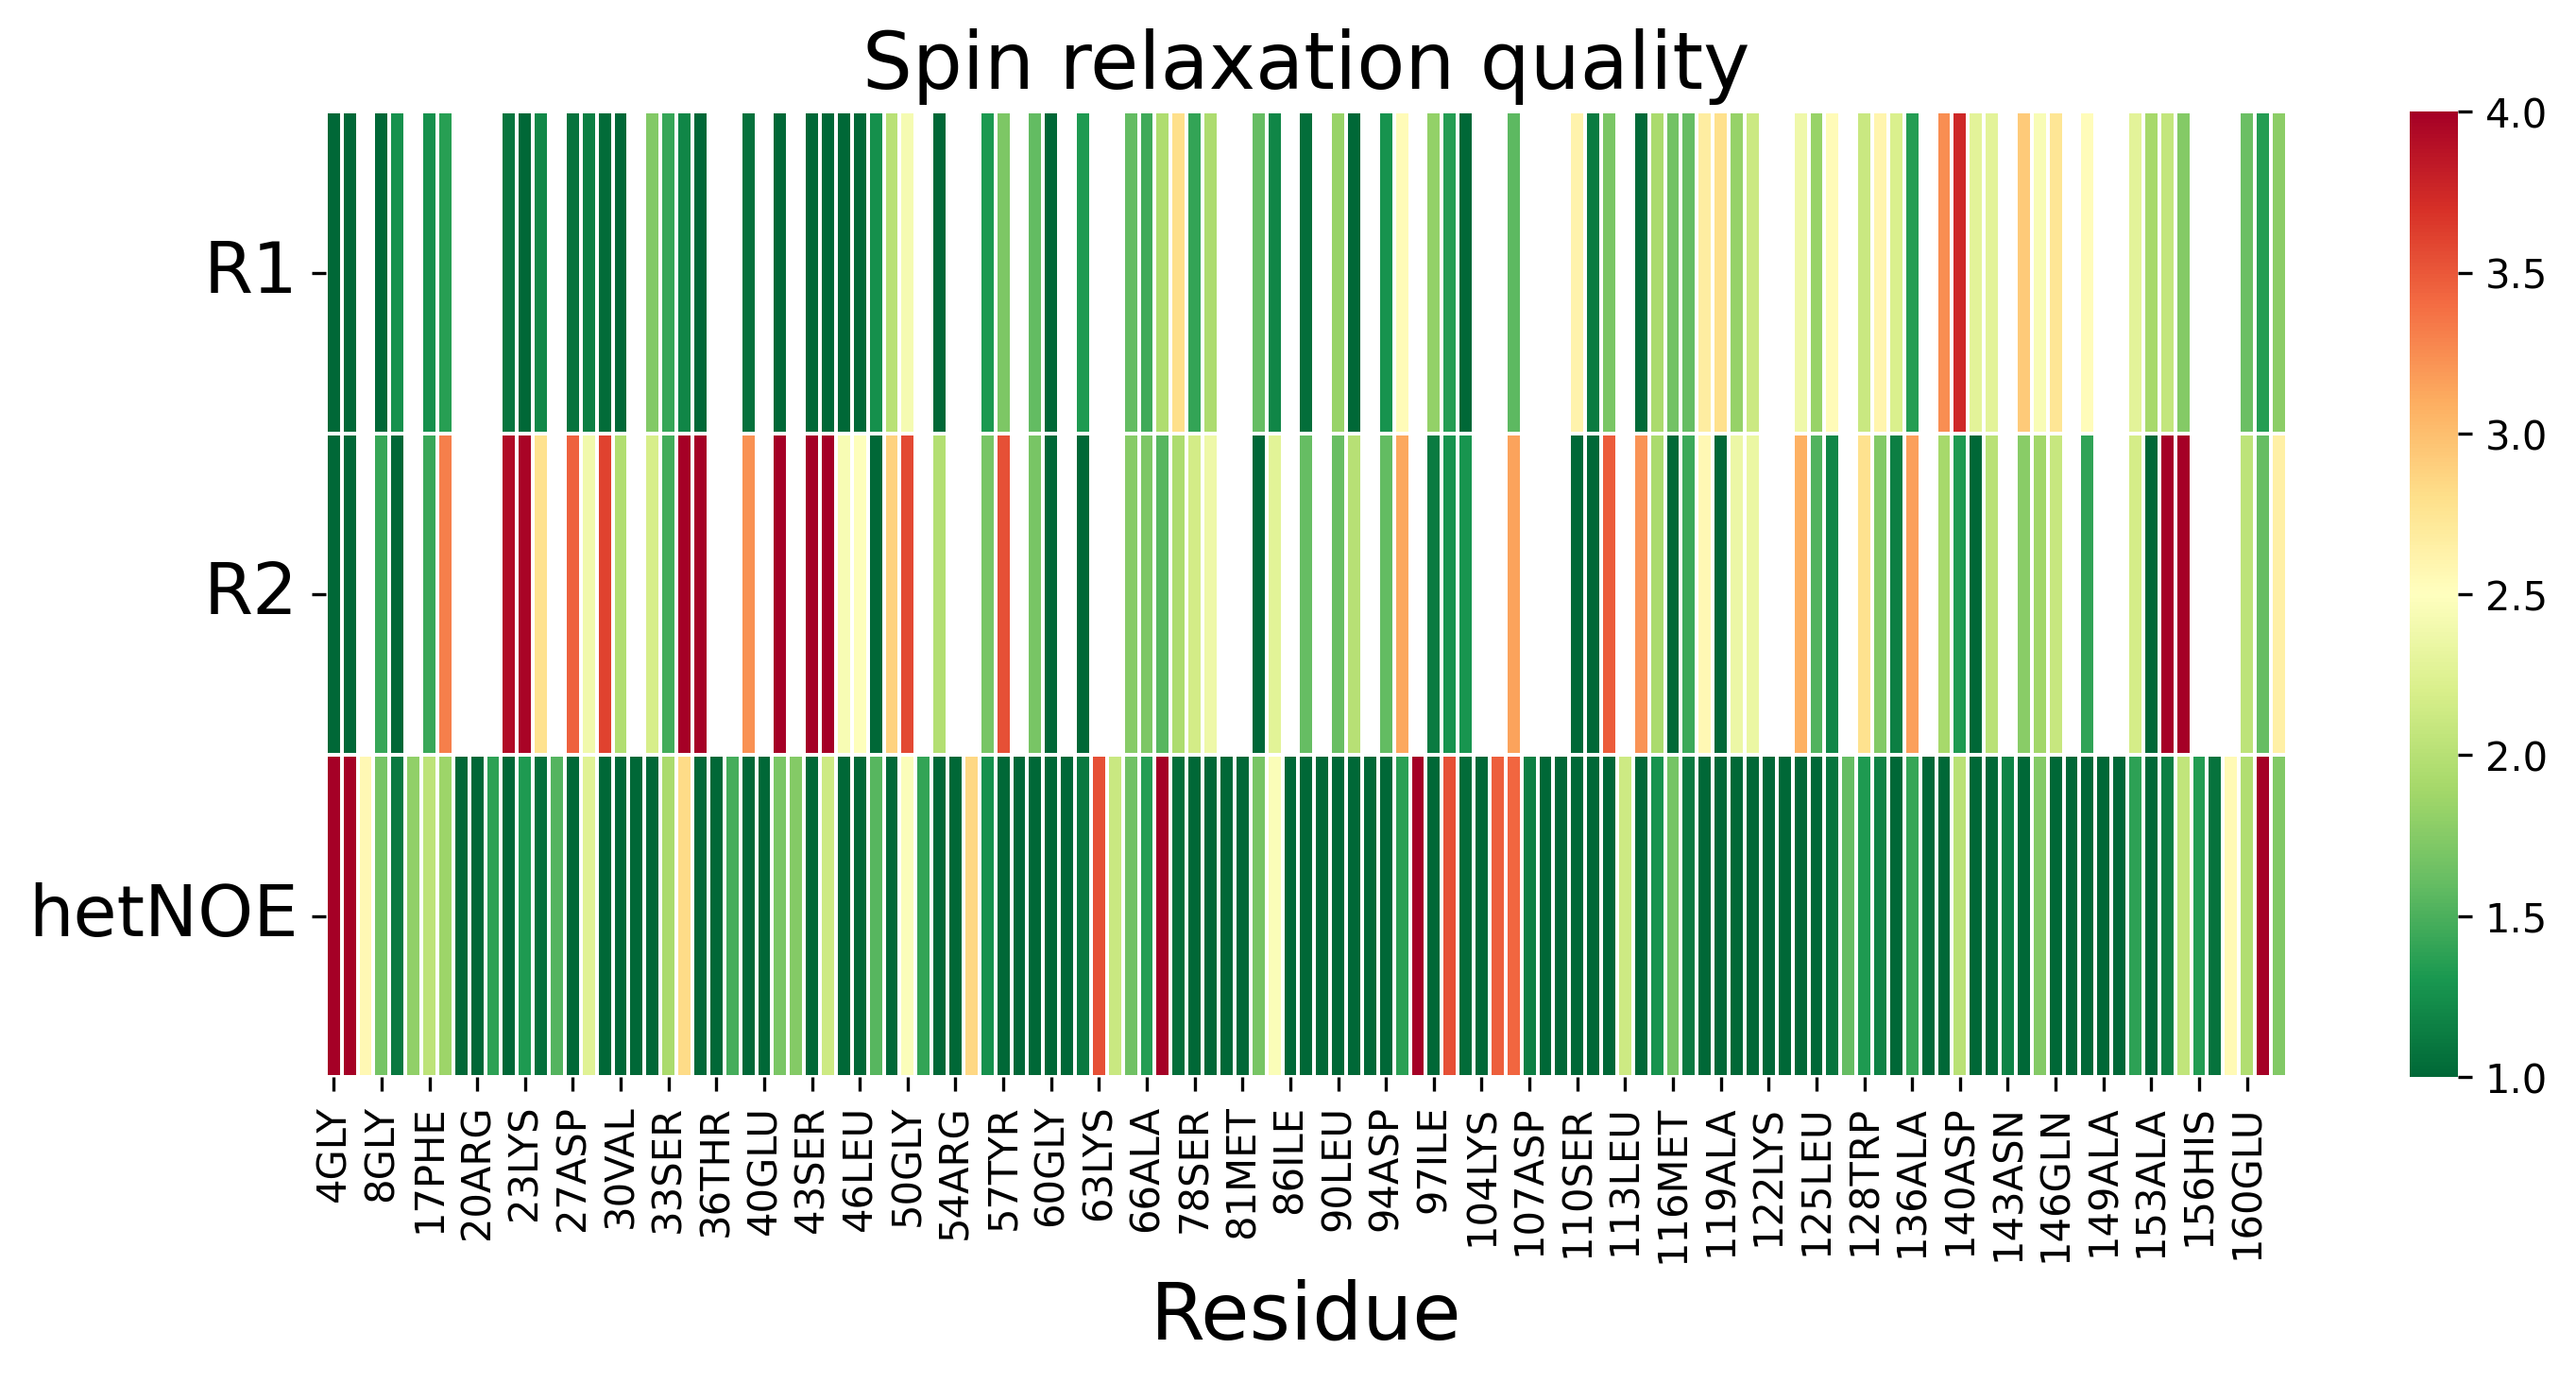 Spin relaxation quality
R1
R2
hetNOE
4GLY
8GLY
17PHE
20ARG
23LYS
27ASP
30VAL
33SER
36THR
40GLU
43SER
46LEU
50GLY
54ARG
57TYR
60GLY
63LYS
66ALA
78SER
81MET
86ILE
90LEU
94ASP
97ILE
104LYS
107ASP
110SER
113LEU
116MET
119ALA
122LYS
125LEU
128TRP
136ALA
140ASP
143ASN
146GLN
149ALA
153ALA
156HIS
160GLU
Residue
4.0
3.5
3.0
2.5
2.0
1.5
1.0